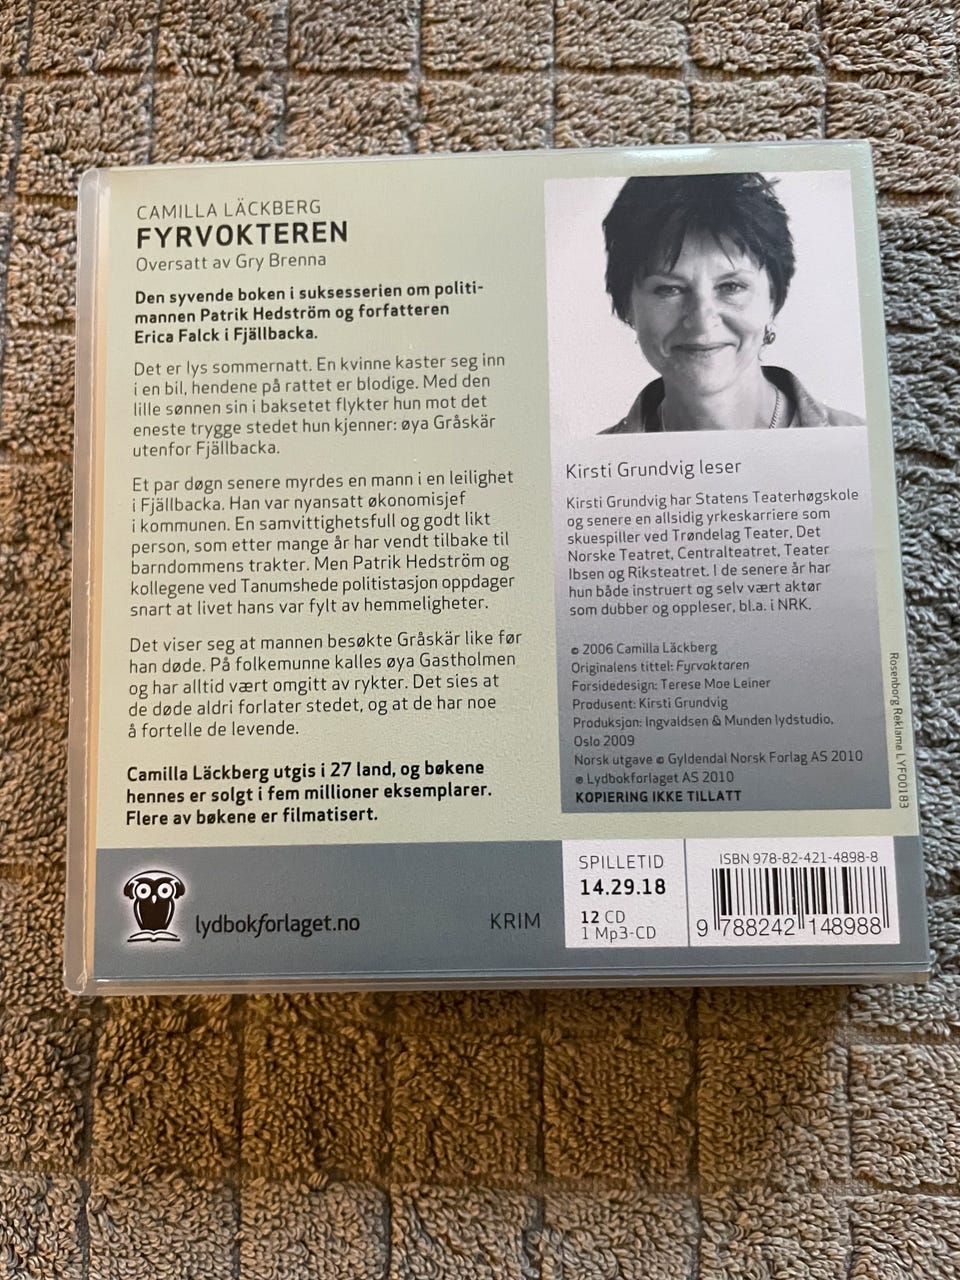 CAMILLA LÄCKBERG
FYRVOKTEREN
Oversatt av Gry Brenna
Den syvende boken i suksesserien om politi-
mannen Patrik Hedström og forfatteren
Erica Falck i Fjällbacka.
Det er lys sommernatt. En kvinne kaster seg inn
i en bil, hendene på rattet er blodige. Med den
lille sønnen sin i baksetet flykter hun mot det
eneste trygge stedet hun kjenner: øya Gråskär
utenfor Fjällbacka.
Et par døgn senere myrdes en mann i en leilighet
i Fjällbacka. Han var nyansatt økonomisjef
i kommunen. En samvittighetsfull og godt likt
person, som etter mange år har vendt tilbake til
barndommens trakter. Men Patrik Hedström og
kollegene ved Tanumshede politistasjon oppdager
snart at livet hans var fylt av hemmeligheter.
Det viser seg at mannen besøkte Gråskär like før
han døde. På folkemunne kalles øya Gastholmen
og har alltid vært omgitt av rykter. Det sies at
de døde aldri forlater stedet, og at de har noe
å fortelle de levende.
Camilla Läckberg utgis i 27 land, og bøkene
hennes er solgt i fem millioner eksemplarer.
Flere av bøkene er filmatisert.
Kirsti Grundvig leser
Kirsti Grundvig har Statens Teaterhøgskole
og senere en allsidig yrkeskarriere som
skuespiller ved Trøndelag Teater, Det
Norske Teatret, Centralteatret, Teater
Ibsen og Riksteatret. I de senere år har
hun både instruert og selv vært aktør
som dubber og oppleser, bl.a. i NRK.
© 2006 Camilla Läckberg
Originalens tittel: Fyrvaktaren
Forsidedesign: Terese Moe Leiner
Produsent: Kirsti Grundvig
Produksjon: Ingvaldsen & Munden lydstudio,
Oslo 2009
Norsk utgave © Gyldendal Norsk Forlag AS 2010
℗ Lydbokforlaget AS 2010
KOPIERING IKKE TILLATT
Rosenborg Reklame LYFO0183
lydbokforlaget.no
KRIM
SPILLETID
14.29.18
12 CD
1 Mp3-CD
ISBN 978-82-421-4898-8
9 788242 148988